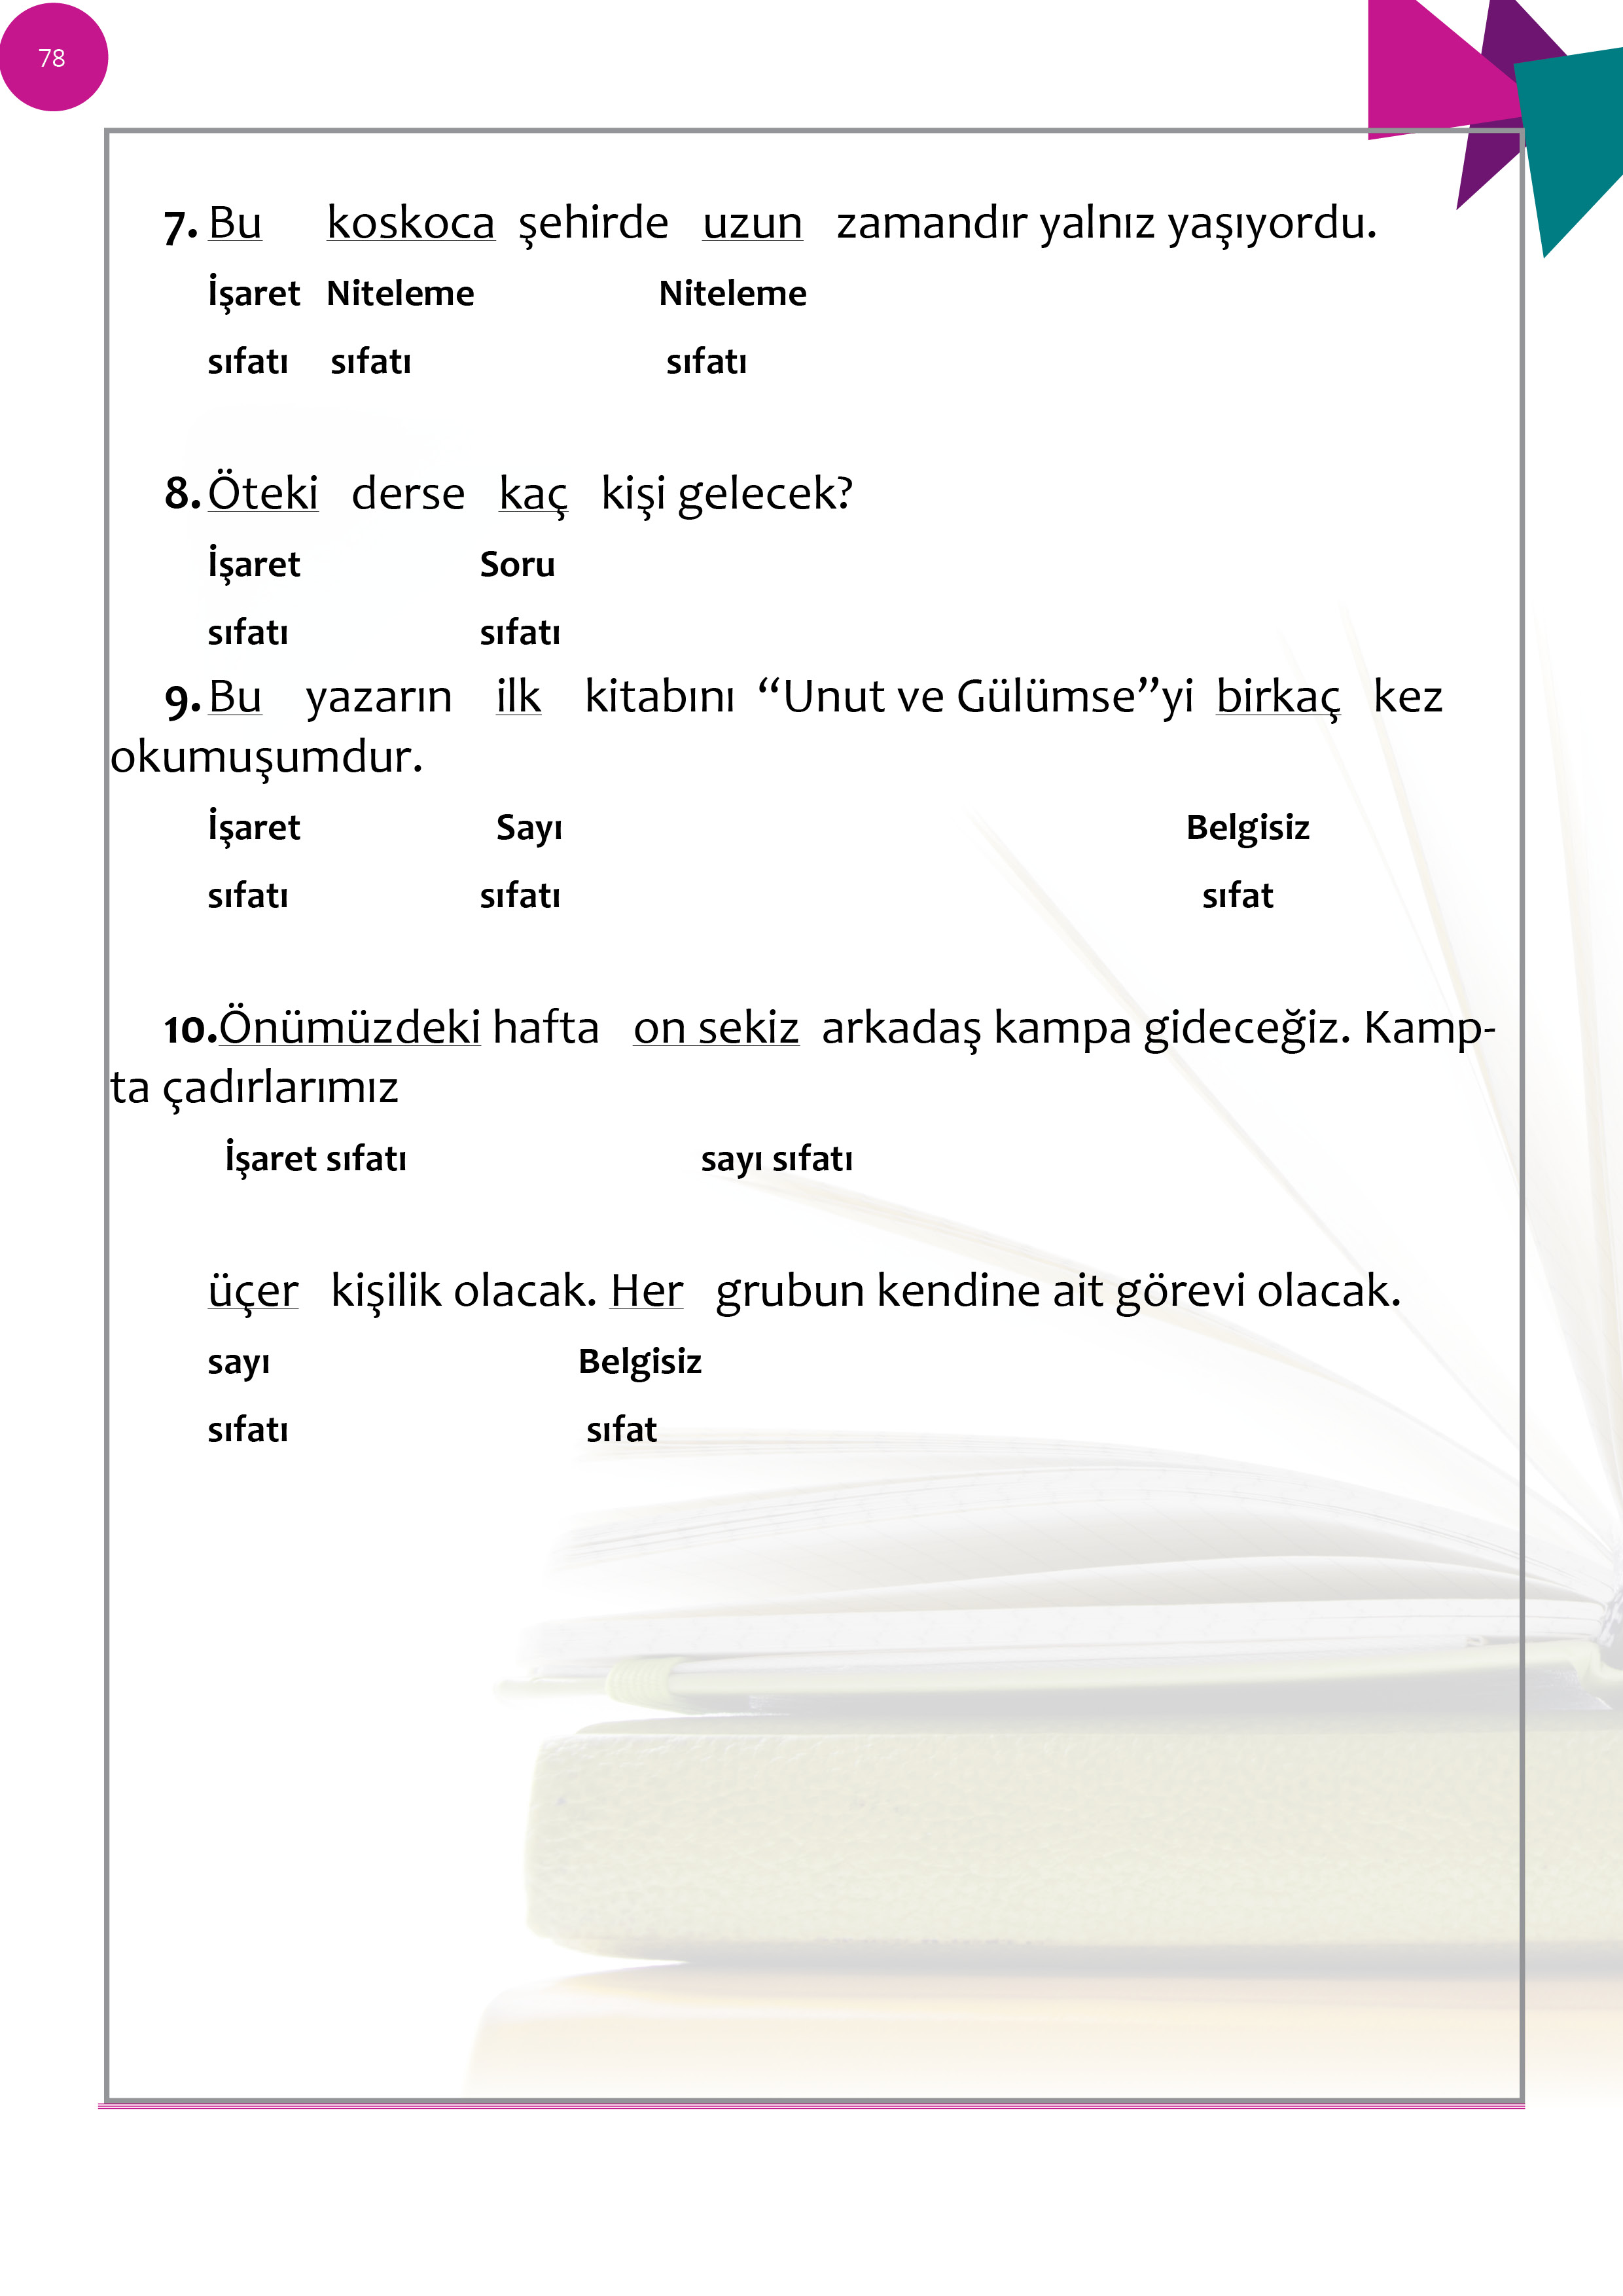 78
7. Bu koskoca şehirde uzun zamandır yalnız yaşıyordu.
İşaret Niteleme Niteleme
sıfatı sıfatı sıfatı
8. Öteki derse kaç kişi gelecek?
İşaret Soru
sıfatı sıfatı
9. Bu yazarın ilk kitabını “Unut ve Gülümse”yi birkaç kez
okumuşumdur.
İşaret Sayı Belgisiz
sıfatı sıfatı sıfat
10.Önümüzdeki hafta on sekiz arkadaş kampa gideceğiz. Kamp-
ta çadırlarımız
İşaret sıfatı sayı sıfatı
üçer kişilik olacak. Her grubun kendine ait görevi olacak.
sayı Belgisiz
sıfatı sıfat